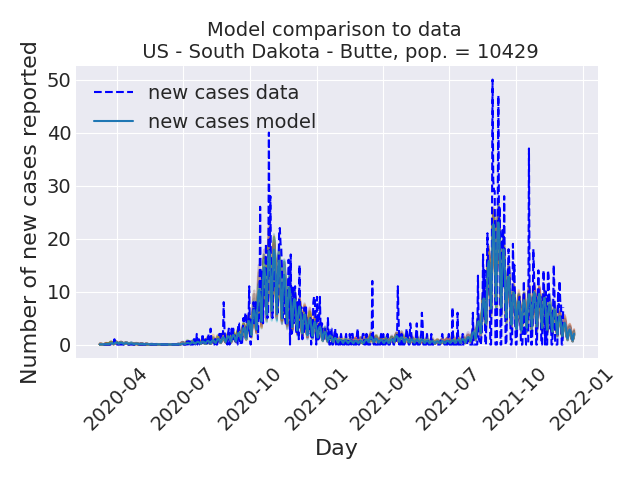 Model comparison to data
US - South Dakota - Butte, pop. = 10429
Number of new cases reported
50
40
30
20
10
0
new cases data
new cases model
2020-04
2020-07
2020-10
2021-01
2021-04
2021-07
2021-10
2022-01
Day